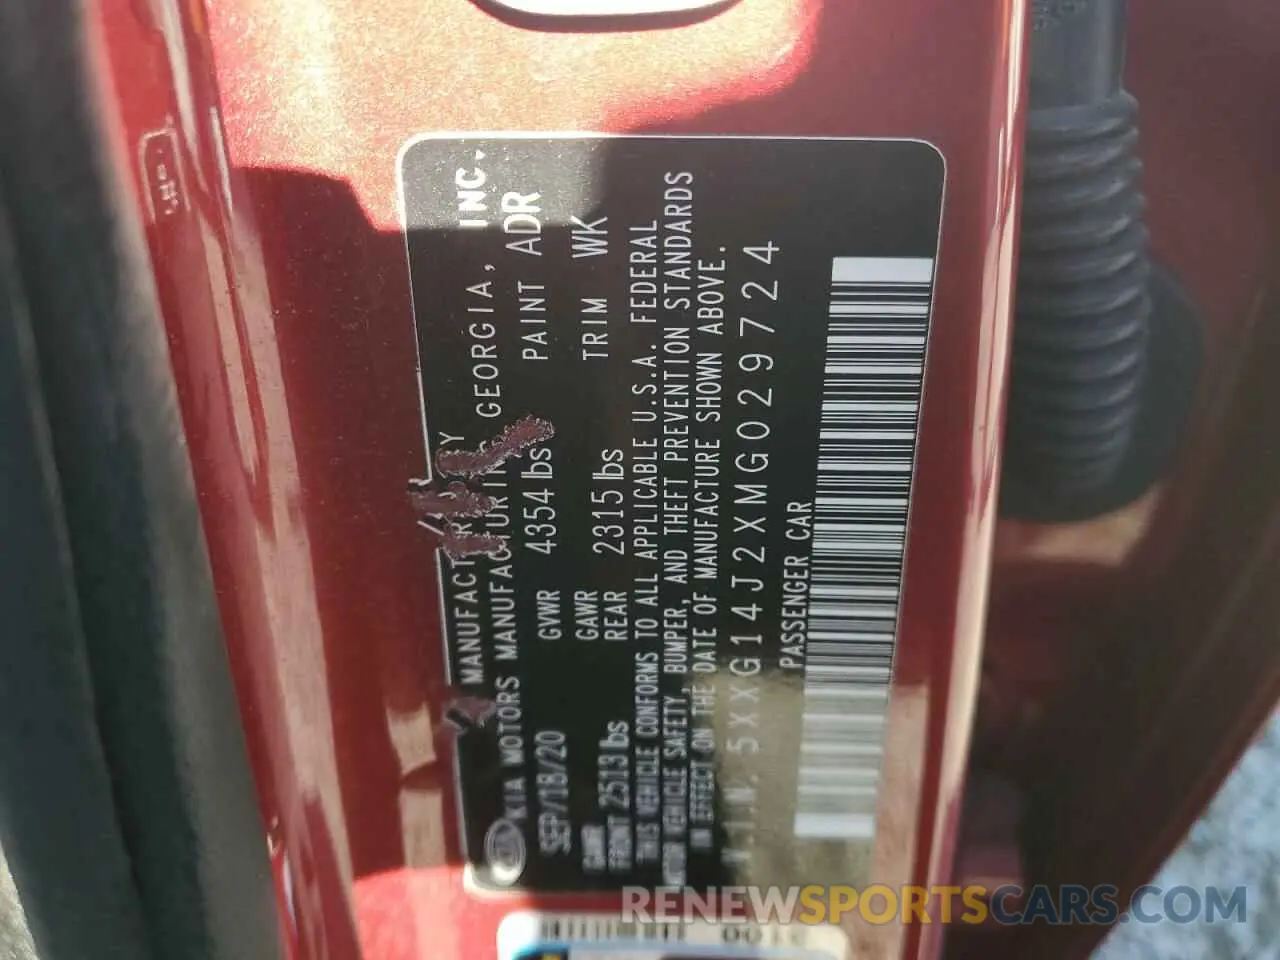 MANUFACTURED BY
KIA MOTORS MANUFACTURING GEORGIA, INC.
SEP/18/20 GVWR 4354 lbs PAINT ADR
GAWR FRONT 2513 lbs GAWR REAR 2315 lbs TRIM WK
THIS VEHICLE CONFORMS TO ALL APPLICABLE U.S.A. FEDERAL
MOTOR VEHICLE SAFETY, BUMPER, AND THEFT PREVENTION STANDARDS
IN EFFECT ON THE DATE OF MANUFACTURE SHOWN ABOVE.
V.I.N. 5XXG14J2XMG029724
PASSENGER CAR
RENEWSPORTSCARS.COM